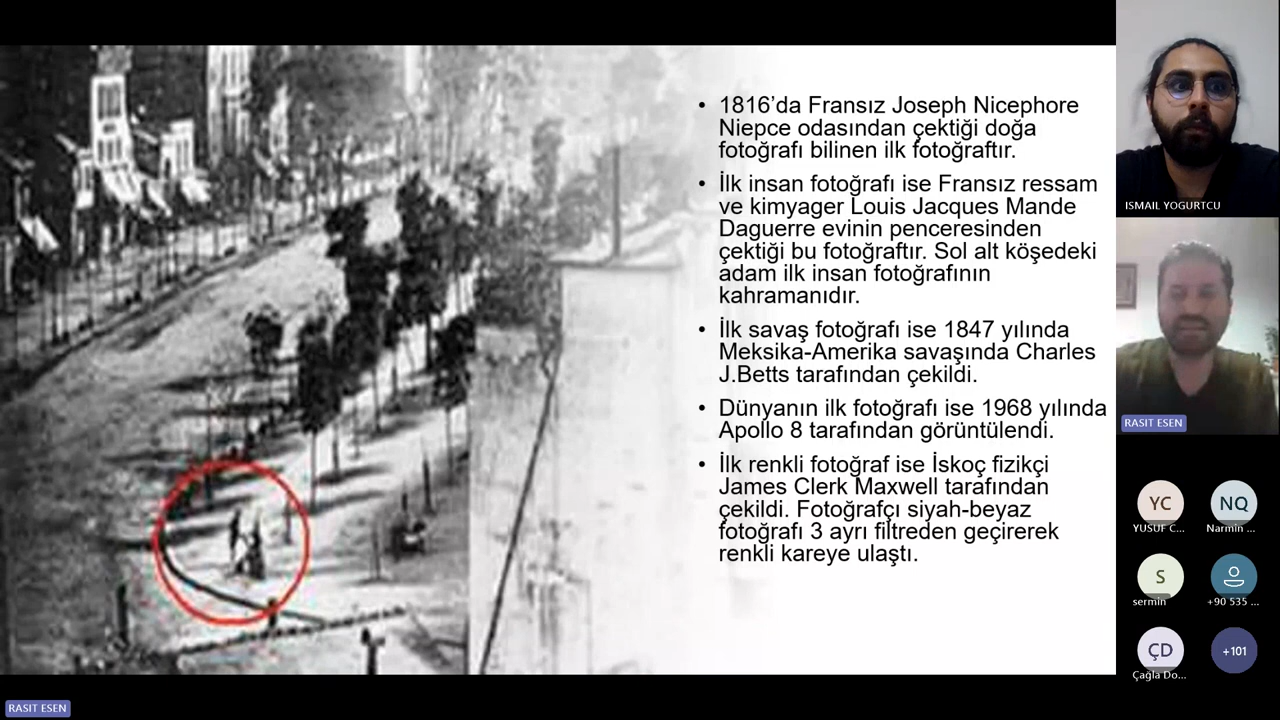 • 1816’da Fransız Joseph Nicephore
Niepce odasından çektiği doğa
fotoğrafı bilinen ilk fotoğraftır.
• İlk insan fotoğrafı ise Fransız ressam
ve kimyager Louis Jacques Mande
Daguerre evinin penceresinden
çektiği bu fotoğraftır. Sol alt köşedeki
adam ilk insan fotoğrafının
kahramanıdır.
• İlk savaş fotoğrafı ise 1847 yılında
Meksika-Amerika savaşında Charles
J.Betts tarafından çekildi.
• Dünyanın ilk fotoğrafı ise 1968 yılında
Apollo 8 tarafından görüntülendi.
• İlk renkli fotoğraf ise İskoç fizikçi
James Clerk Maxwell tarafından
çekildi. Fotoğrafçı siyah-beyaz
fotoğrafı 3 ayrı filtreden geçirerek
renkli kareye ulaştı.
ISMAIL YOGURTCU
RASIT ESEN
YC
NQ
YUSUF C...
Narmin ...
S
sermin
+90 535 ...
ÇD
+101
Çağla Do...
RASIT ESEN